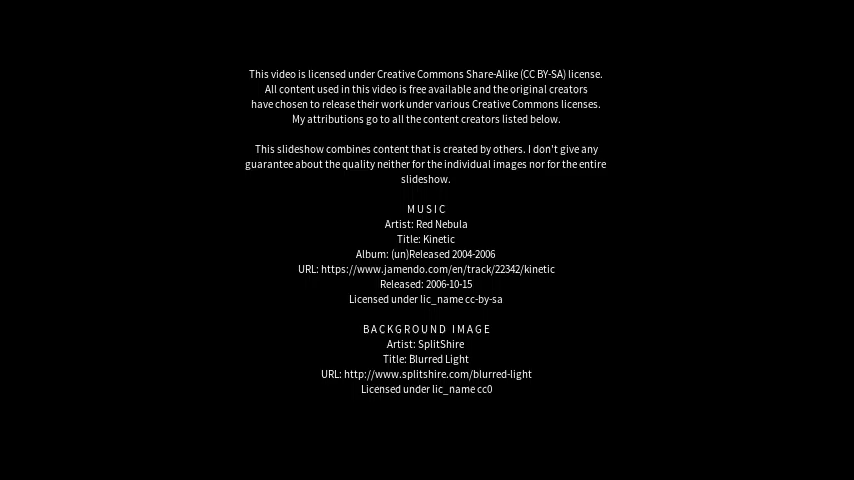 This video is licensed under Creative Commons Share-Alike (CC BY-SA) license.
All content used in this video is free available and the original creators
have chosen to release their work under various Creative Commons licenses.
My attributions go to all the content creators listed below.
This slideshow combines content that is created by others. I don't give any
guarantee about the quality neither for the individual images nor for the entire
slideshow.
MUSIC
Artist: Red Nebula
Title: Kinetic
Album: (un)Released 2004-2006
URL: https://www.jamendo.com/en/track/22342/kinetic
Released: 2006-10-15
Licensed under lic_name cc-by-sa
BACKGROUND IMAGE
Artist: SplitShire
Title: Blurred Light
URL: http://www.splitshire.com/blurred-light
Licensed under lic_name cc0